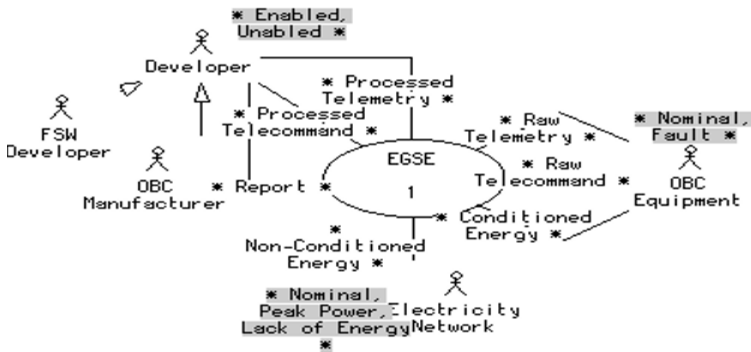 * Enabled,
Unabled *
Developer
* Processed
Telemetry *
* Processed
Telecommand *
* Raw
Telemetry *
* Nominal,
Fault *
FSW
Developer
OBC
Manufacturer
* Report *
EGSE
1
* Raw
Telecommand *
OBC
Equipment
* Conditioned
Energy *
*
Non-Conditioned
Energy *
* Nominal,
Peak Power,
Lack of Energy
*
Electricity
Network